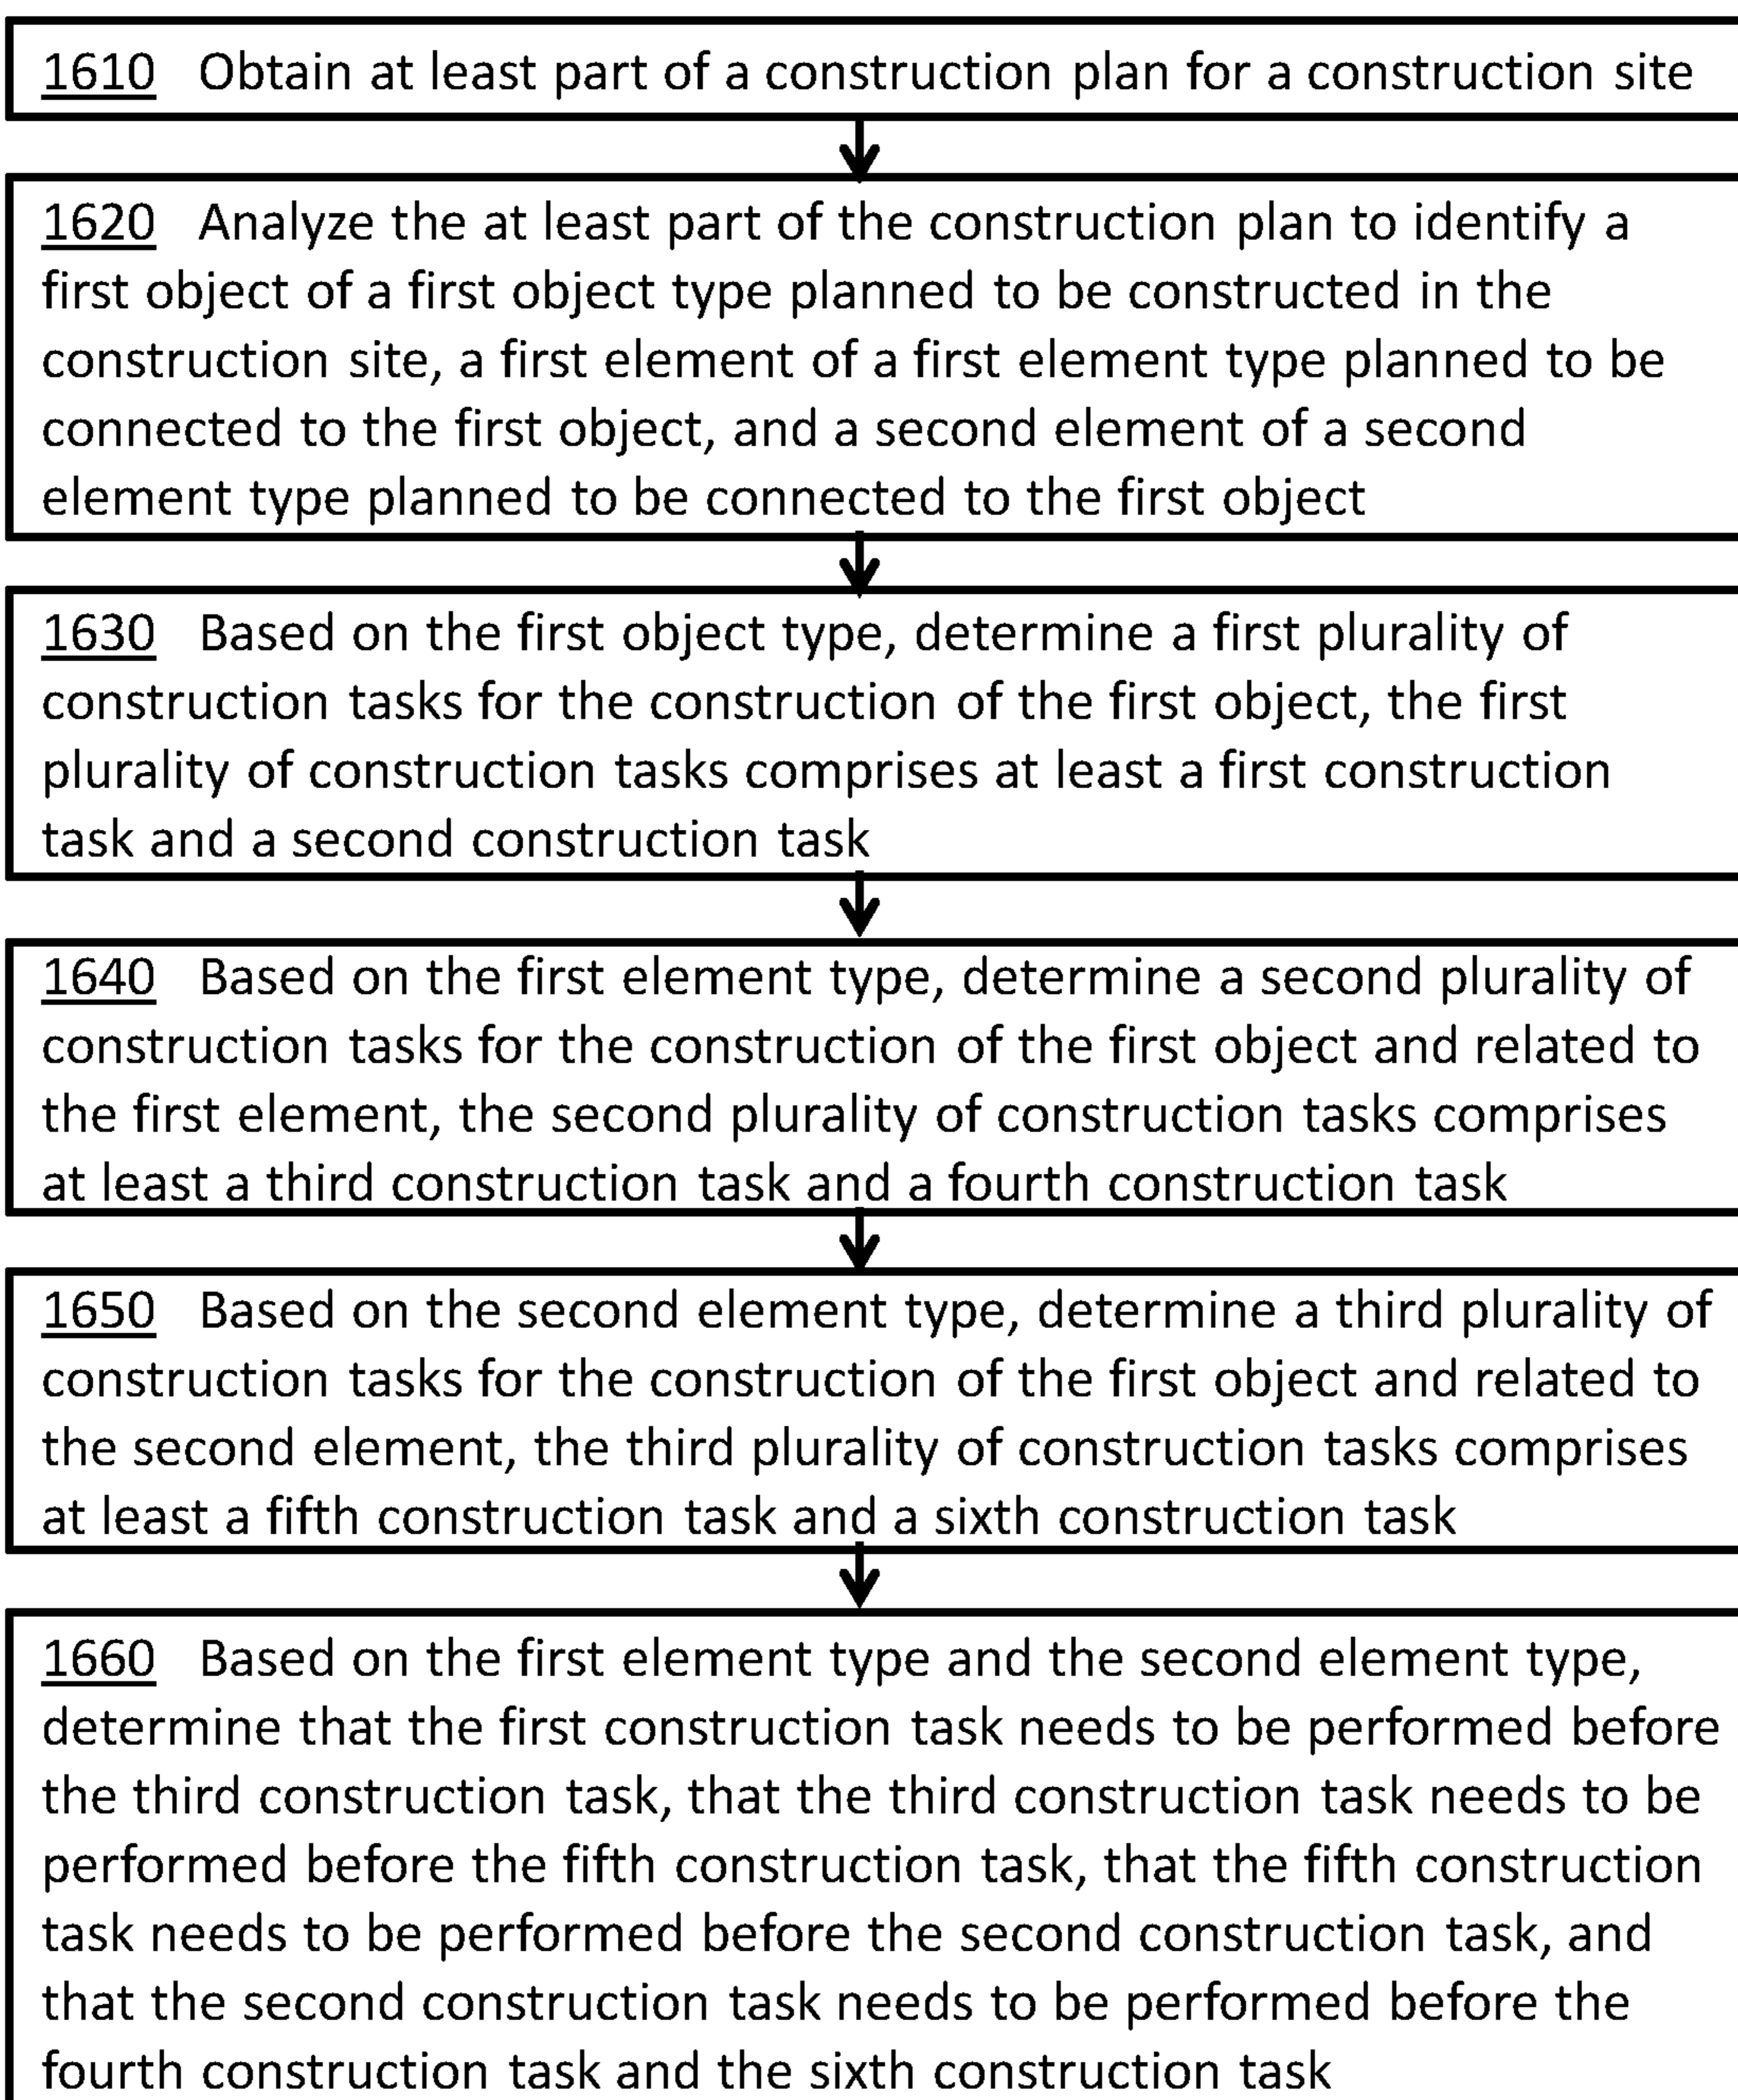 1610 Obtain at least part of a construction plan for a construction site
1620 Analyze the at least part of the construction plan to identify a
first object of a first object type planned to be constructed in the
construction site, a first element of a first element type planned to be
connected to the first object, and a second element of a second
element type planned to be connected to the first object
1630 Based on the first object type, determine a first plurality of
construction tasks for the construction of the first object, the first
plurality of construction tasks comprises at least a first construction
task and a second construction task
1640 Based on the first element type, determine a second plurality of
construction tasks for the construction of the first object and related to
the first element, the second plurality of construction tasks comprises
at least a third construction task and a fourth construction task
1650 Based on the second element type, determine a third plurality of
construction tasks for the construction of the first object and related to
the second element, the third plurality of construction tasks comprises
at least a fifth construction task and a sixth construction task
1660 Based on the first element type and the second element type,
determine that the first construction task needs to be performed before
the third construction task, that the third construction task needs to be
performed before the fifth construction task, that the fifth construction
task needs to be performed before the second construction task, and
that the second construction task needs to be performed before the
fourth construction task and the sixth construction task